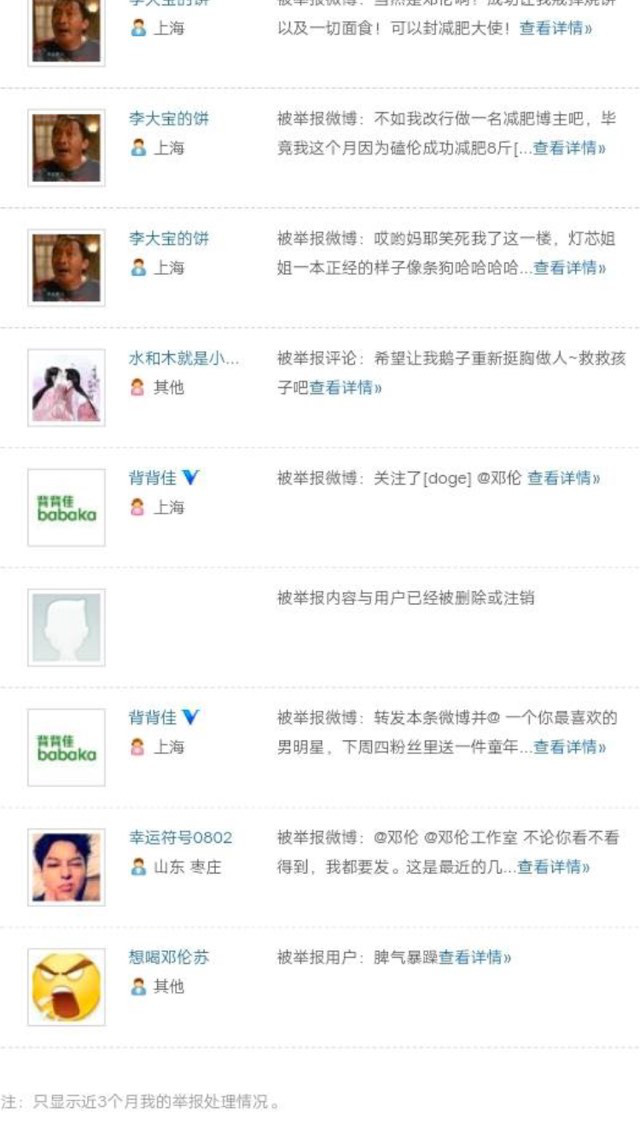 李大宝的饼
上海
以及一切面食！可以封减肥大使！查看详情»
李大宝的饼
上海
被举报微博：不如我改行做一名减肥博主吧，毕
竟我这个月因为磕伦成功减肥8斤[...查看详情»
李大宝的饼
上海
被举报微博：哎哟妈耶笑死我了这一楼，灯芯姐
姐一本正经的样子像条狗哈哈哈哈...查看详情»
水和木就是小...
其他
被举报评论：希望让我鹅子重新挺胸做人~救救孩
子吧查看详情»
背背佳
babaka
背背佳
上海
被举报微博：关注了[doge] @邓伦 查看详情»
被举报内容与用户已经被删除或注销
背背佳
babaka
背背佳
上海
被举报微博：转发本条微博并@ 一个你最喜欢的
男明星，下周四粉丝里送一件童年...查看详情»
幸运符号0802
山东 枣庄
被举报微博：@邓伦 @邓伦工作室 不论你看不看
得到，我都要发。这是最近的几...查看详情»
想喝邓伦苏
其他
被举报用户：脾气暴躁查看详情»
注：只显示近3个月我的举报处理情况。